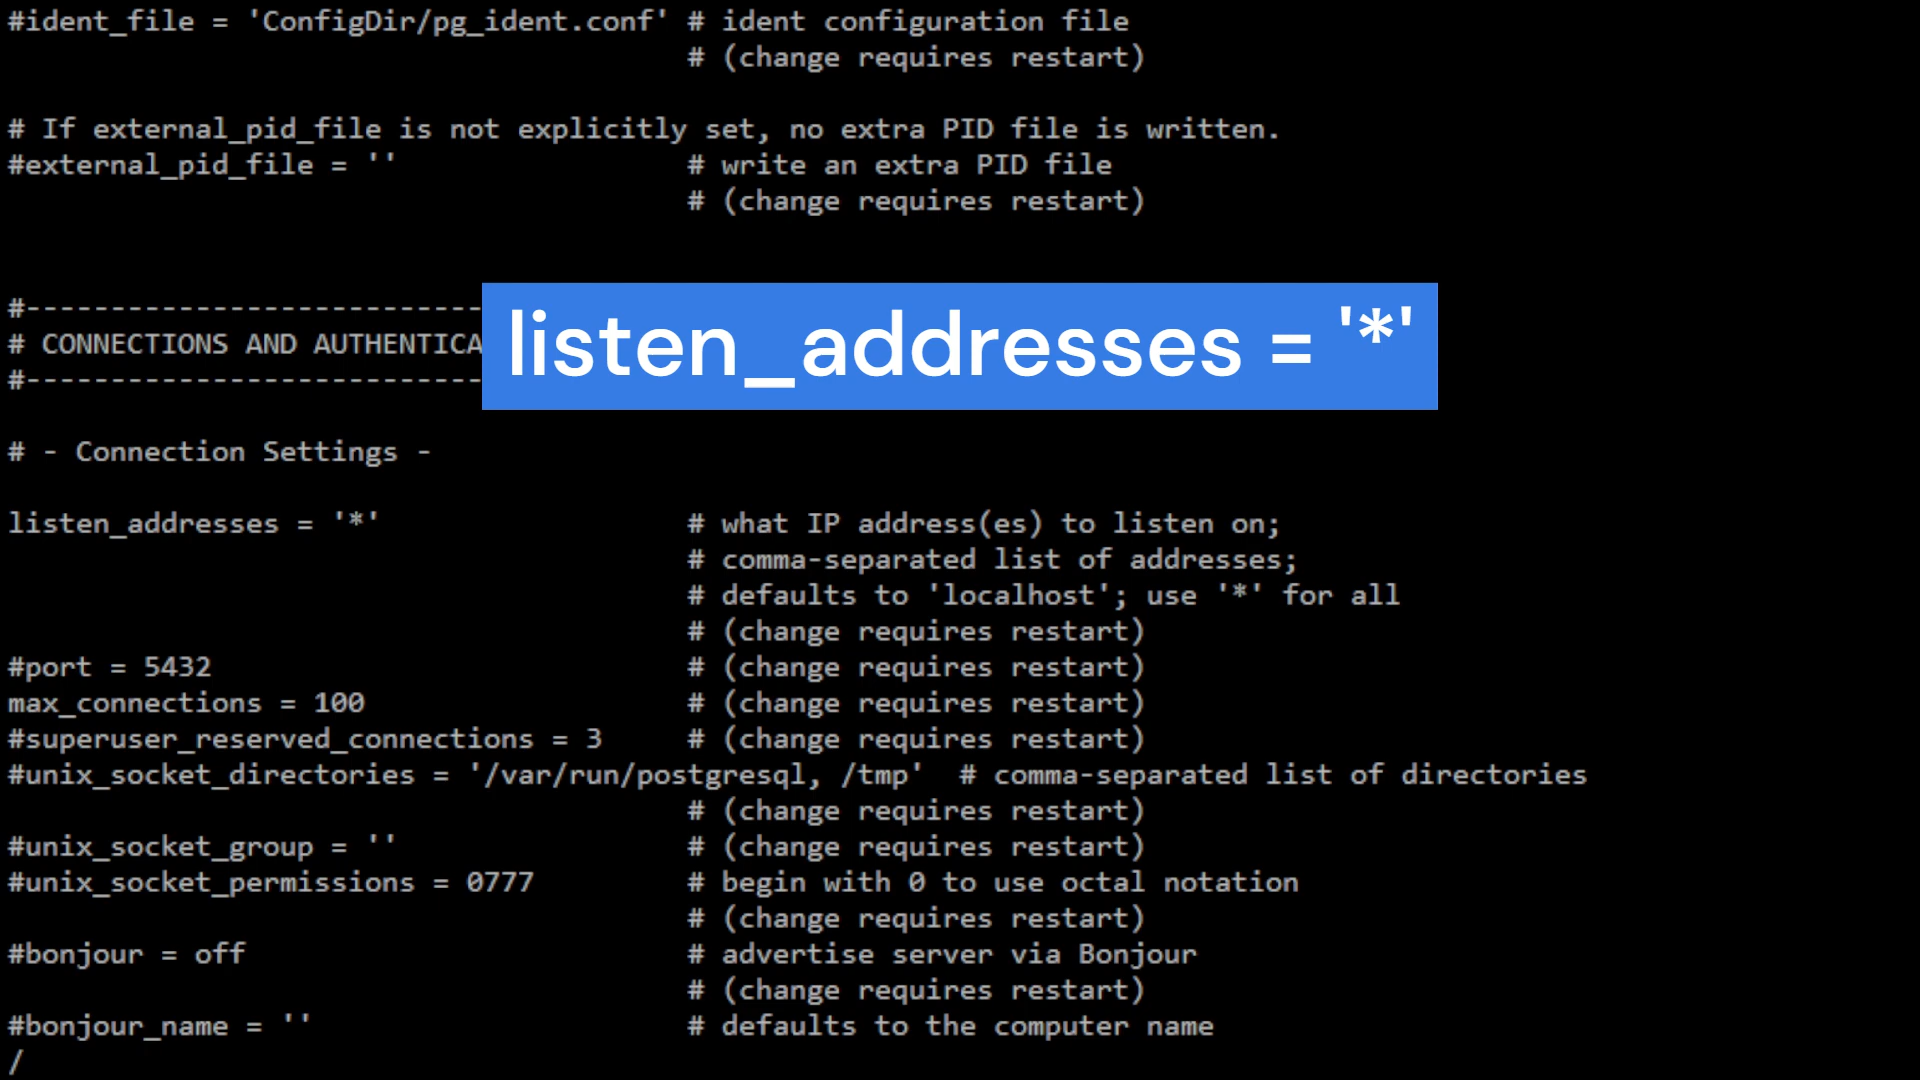 #ident_file = 'ConfigDir/pg_ident.conf' # ident configuration file
# (change requires restart)
# If external_pid_file is not explicitly set, no extra PID file is written.
#external_pid_file = '' # write an extra PID file
# (change requires restart)
#----------------------------
# CONNECTIONS AND AUTHENTICA
#----------------------------
listen_addresses = '*'
# - Connection Settings -
listen_addresses = '*' # what IP address(es) to listen on;
# comma-separated list of addresses;
# defaults to 'localhost'; use '*' for all
# (change requires restart)
#port = 5432 # (change requires restart)
max_connections = 100 # (change requires restart)
#superuser_reserved_connections = 3 # (change requires restart)
#unix_socket_directories = '/var/run/postgresql, /tmp' # comma-separated list of directories
# (change requires restart)
#unix_socket_group = '' # (change requires restart)
#unix_socket_permissions = 0777 # begin with 0 to use octal notation
# (change requires restart)
#bonjour = off # advertise server via Bonjour
# (change requires restart)
#bonjour_name = '' # defaults to the computer name
/